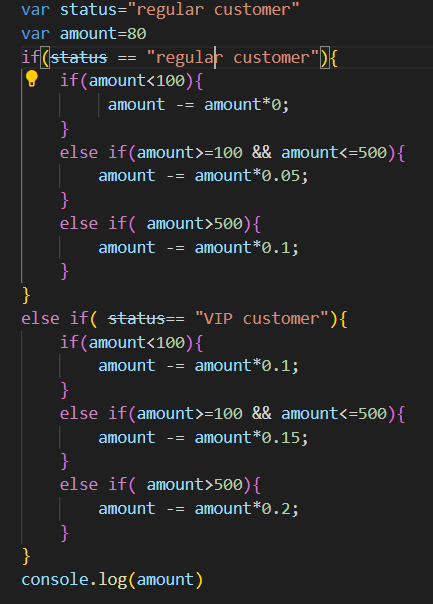 var status="regular customer"
var amount=80
if(status == "regular customer"){
if(amount<100){
amount -= amount*0;
}
else if(amount>=100 && amount<=500){
amount -= amount*0.05;
}
else if( amount>500){
amount -= amount*0.1;
}
}
else if( status== "VIP customer"){
if(amount<100){
amount -= amount*0.1;
}
else if(amount>=100 && amount<=500){
amount -= amount*0.15;
}
else if( amount>500){
amount -= amount*0.2;
}
}
console.log(amount)